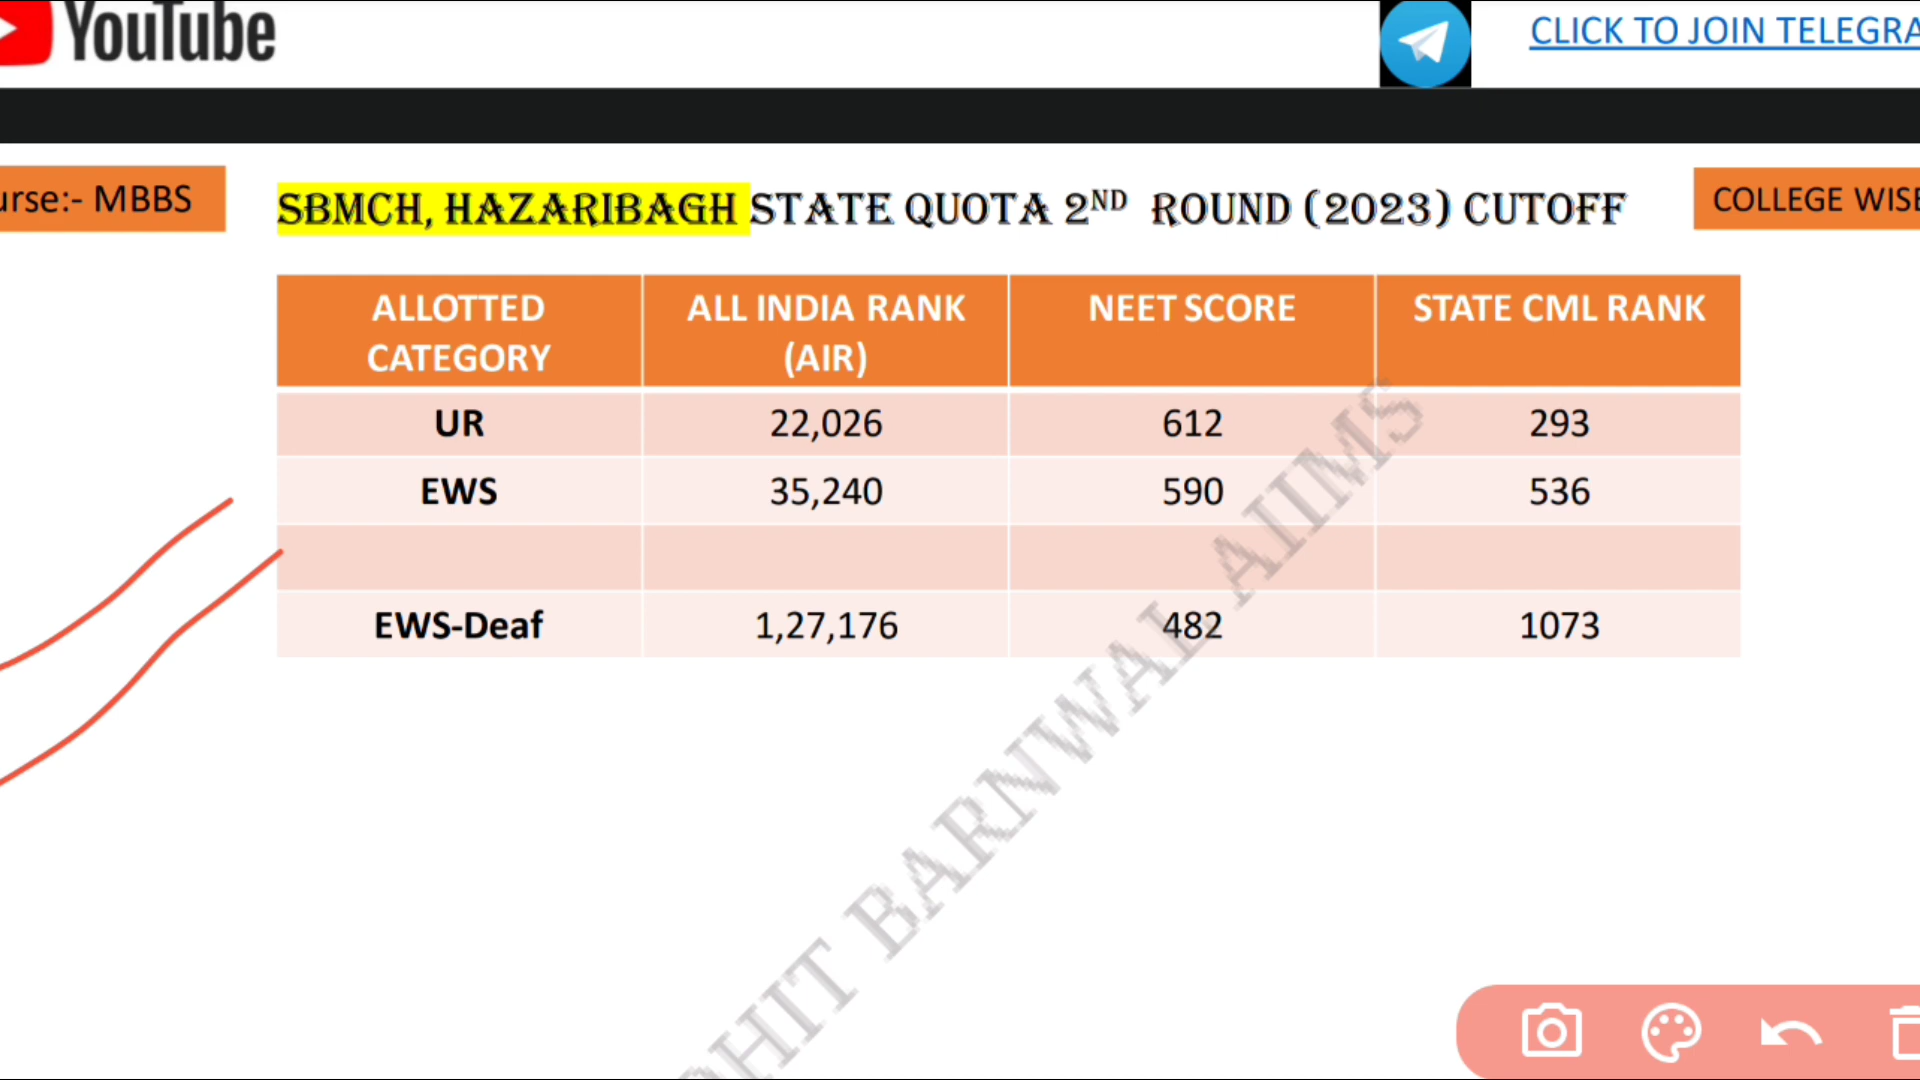 YouTube
CLICK TO JOIN TELEGRA
urse:- MBBS
SBMCH, HAZARIBAGH STATE QUOTA 2ND ROUND (2023) CUTOFF
COLLEGE WISE
ALLOTTED CATEGORY ALL INDIA RANK (AIR) NEET SCORE STATE CML RANK
UR 22,026 612 293
EWS 35,240 590 536
EWS-Deaf 1,27,176 482 1073
OHIT BARNWAL AIIMS